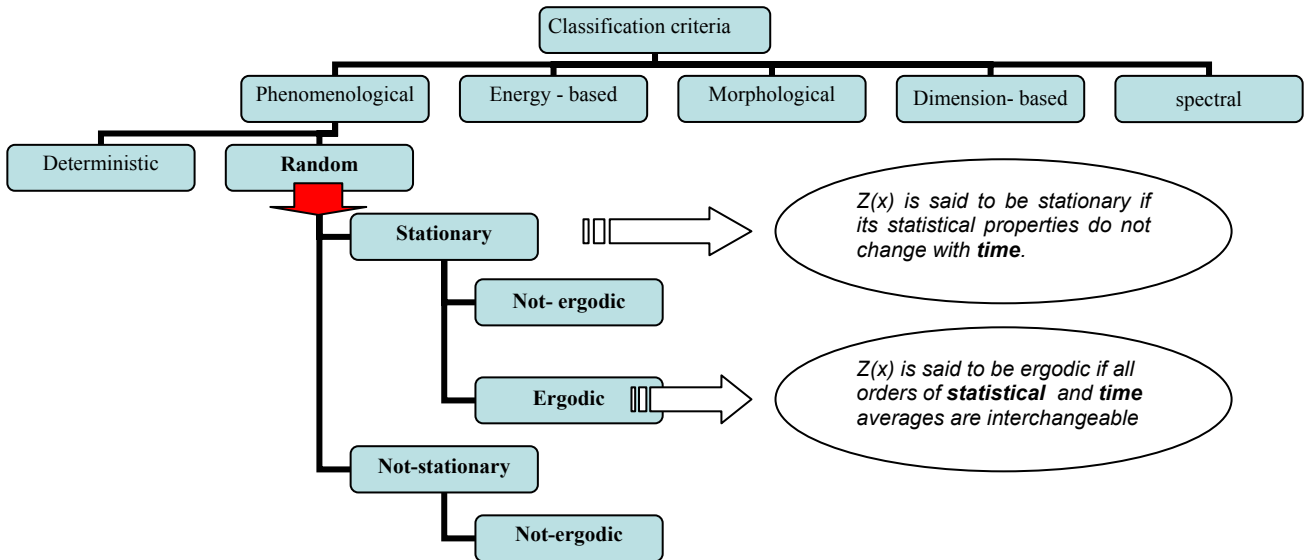 Classification criteria
Phenomenological
Energy - based
Morphological
Dimension- based
spectral
Deterministic
Random
Stationary
Z(x) is said to be stationary if
its statistical properties do not
change with time.
Not- ergodic
Ergodic
Z(x) is said to be ergodic if all
orders of statistical and time
averages are interchangeable
Not-stationary
Not-ergodic